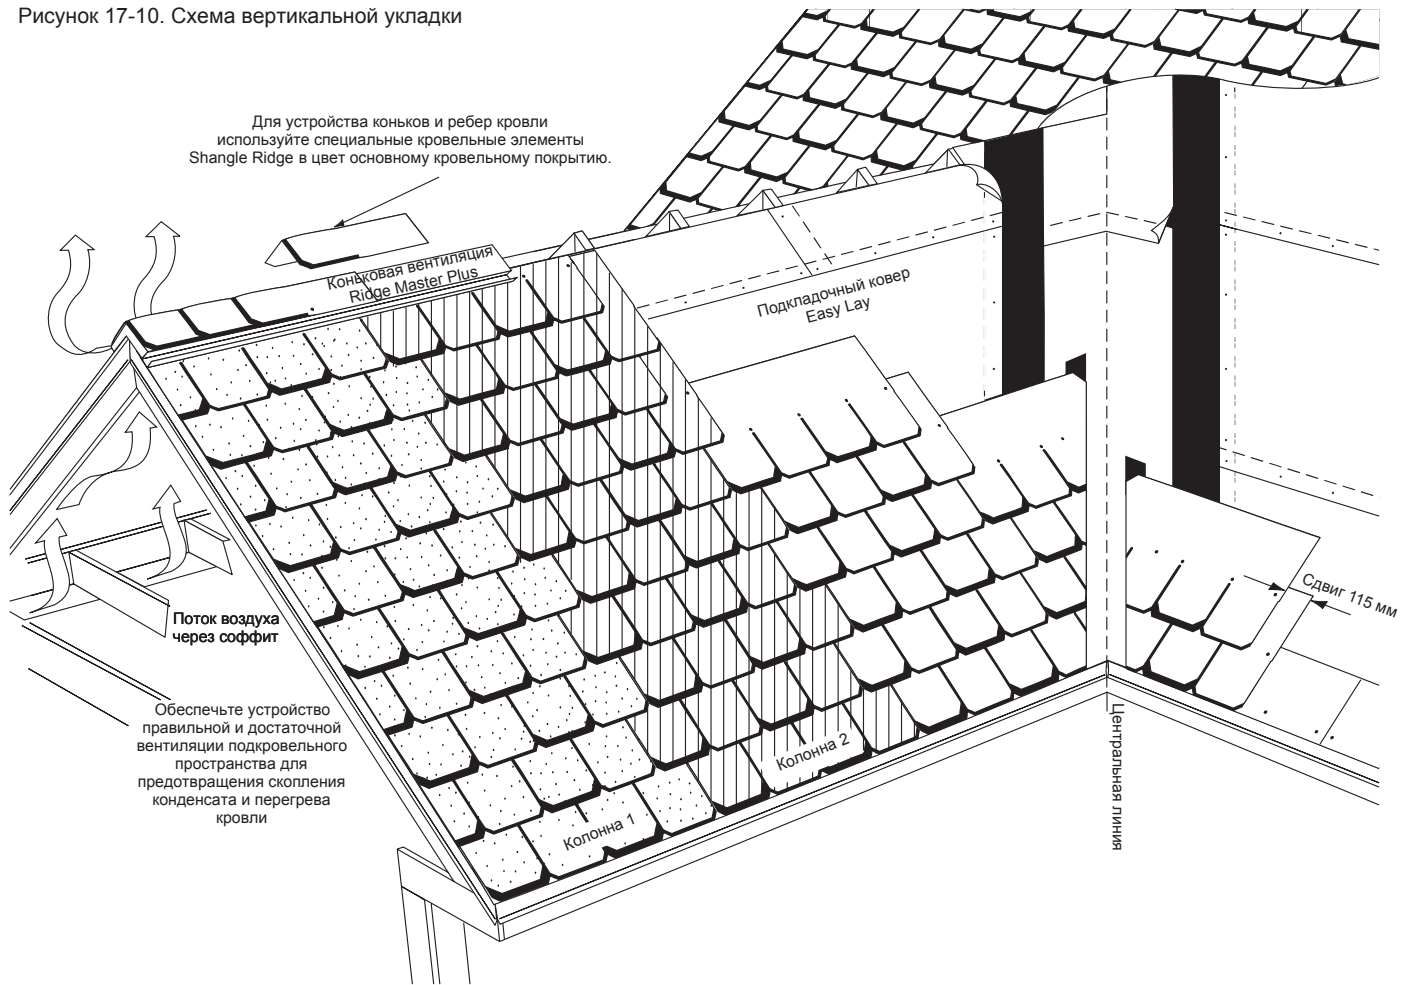 Рисунок 17-10. Схема вертикальной укладки
Для устройства коньков и ребер кровли
используйте специальные кровельные элементы
Shangle Ridge в цвет основному кровельному покрытию.
Коньковая вентиляция
Ridge Master Plus
Подкладочный ковер
Easy Lay
Сдвиг 115 мм
Поток воздуха
через соффит
Обеспечьте устройство
правильной и достаточной
вентиляции подкровельного
пространства для
предотвращения скопления
конденсата и перегрева
кровли
Колонна 2
Колонна 1
Центральная линия